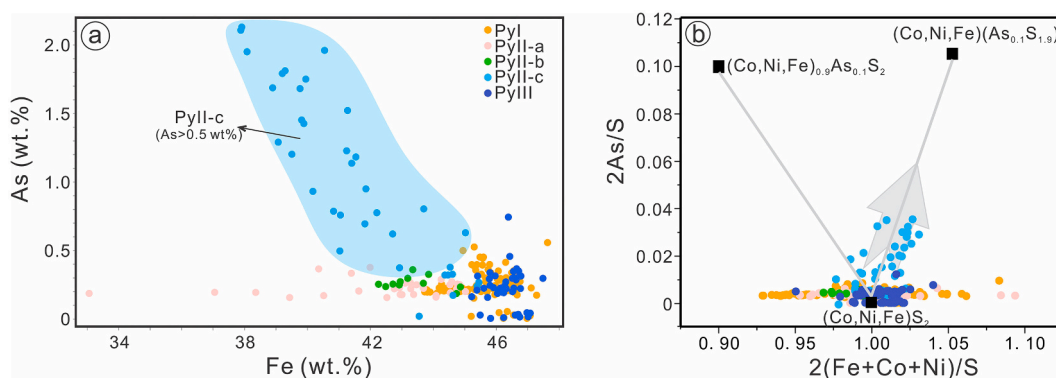 a
PyI
PyII-a
PyII-b
PyII-c
PyIII
PyII-c
(As>0.5 wt%)
As (wt.%)
2.0
1.5
1.0
0.5
0
34
38
42
46
Fe (wt.%)
b
(Co,Ni,Fe)(As₀.₁S₁.₉)
(Co,Ni,Fe)₀.₉As₀.₁S₂
(Co,Ni,Fe)S₂
2As/S
0.12
0.10
0.08
0.06
0.04
0.02
0
0.90
0.95
1.00
1.05
1.10
2(Fe+Co+Ni)/S